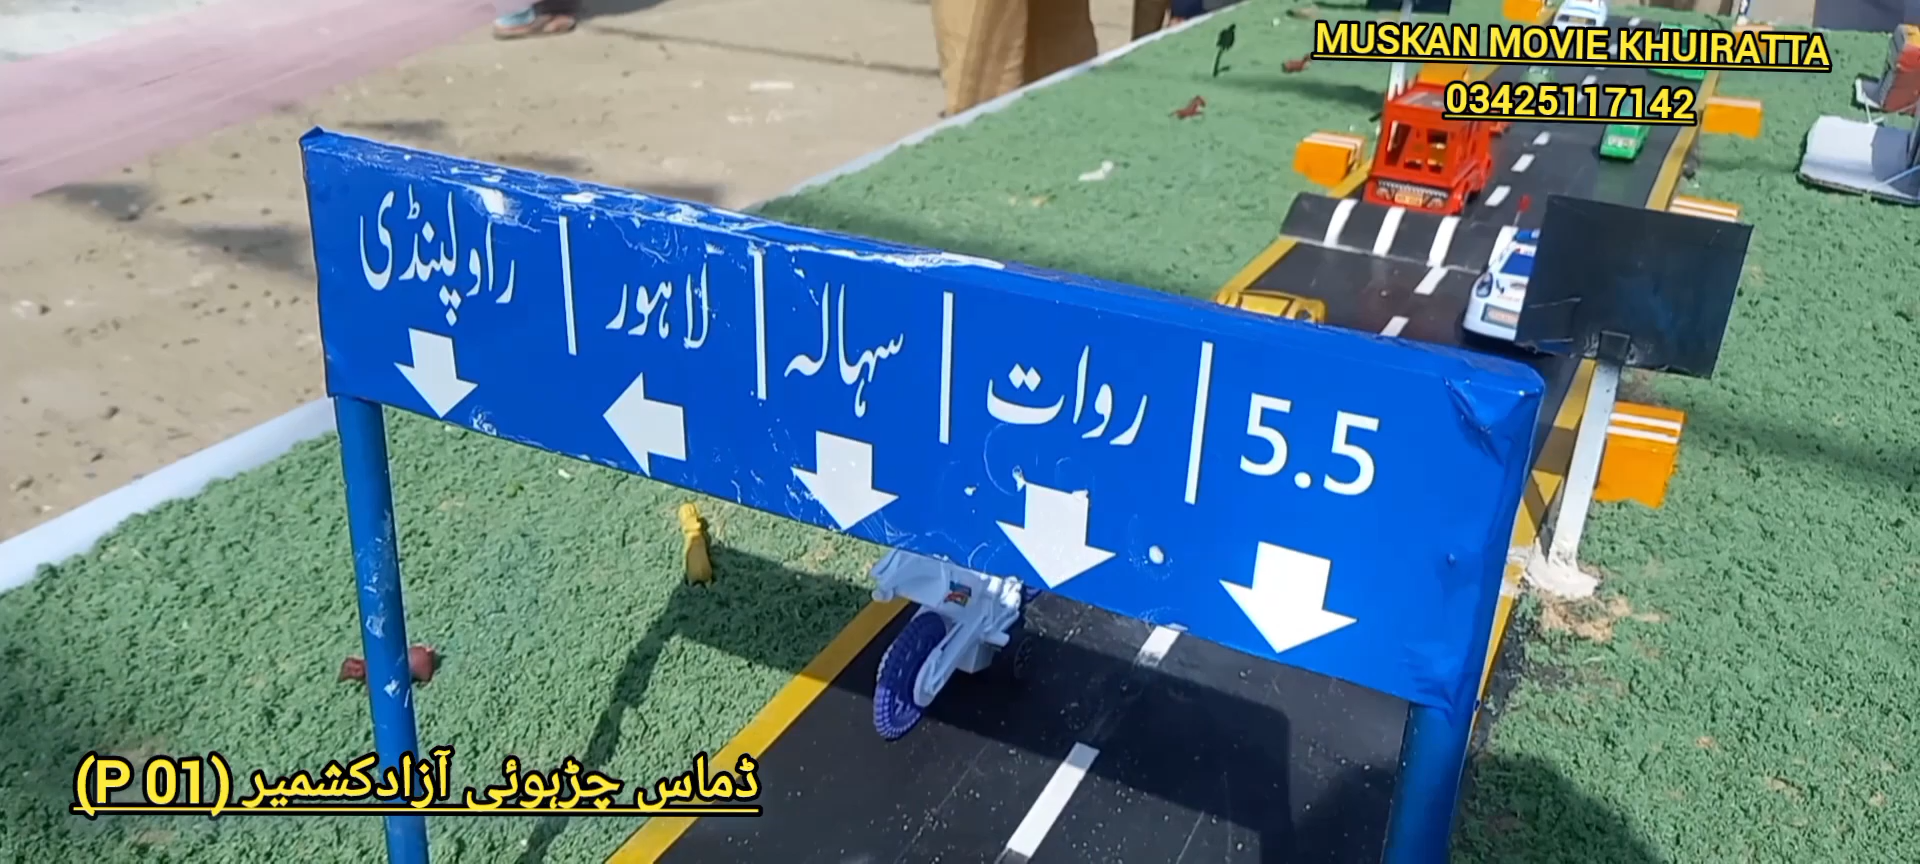 MUSKAN MOVIE KHUIRATTA
03425117142
5.5 | روات | سہالہ | لاہور | راولپنڈی
ڈماس چڑہوئی آزادکشمیر (P 01)